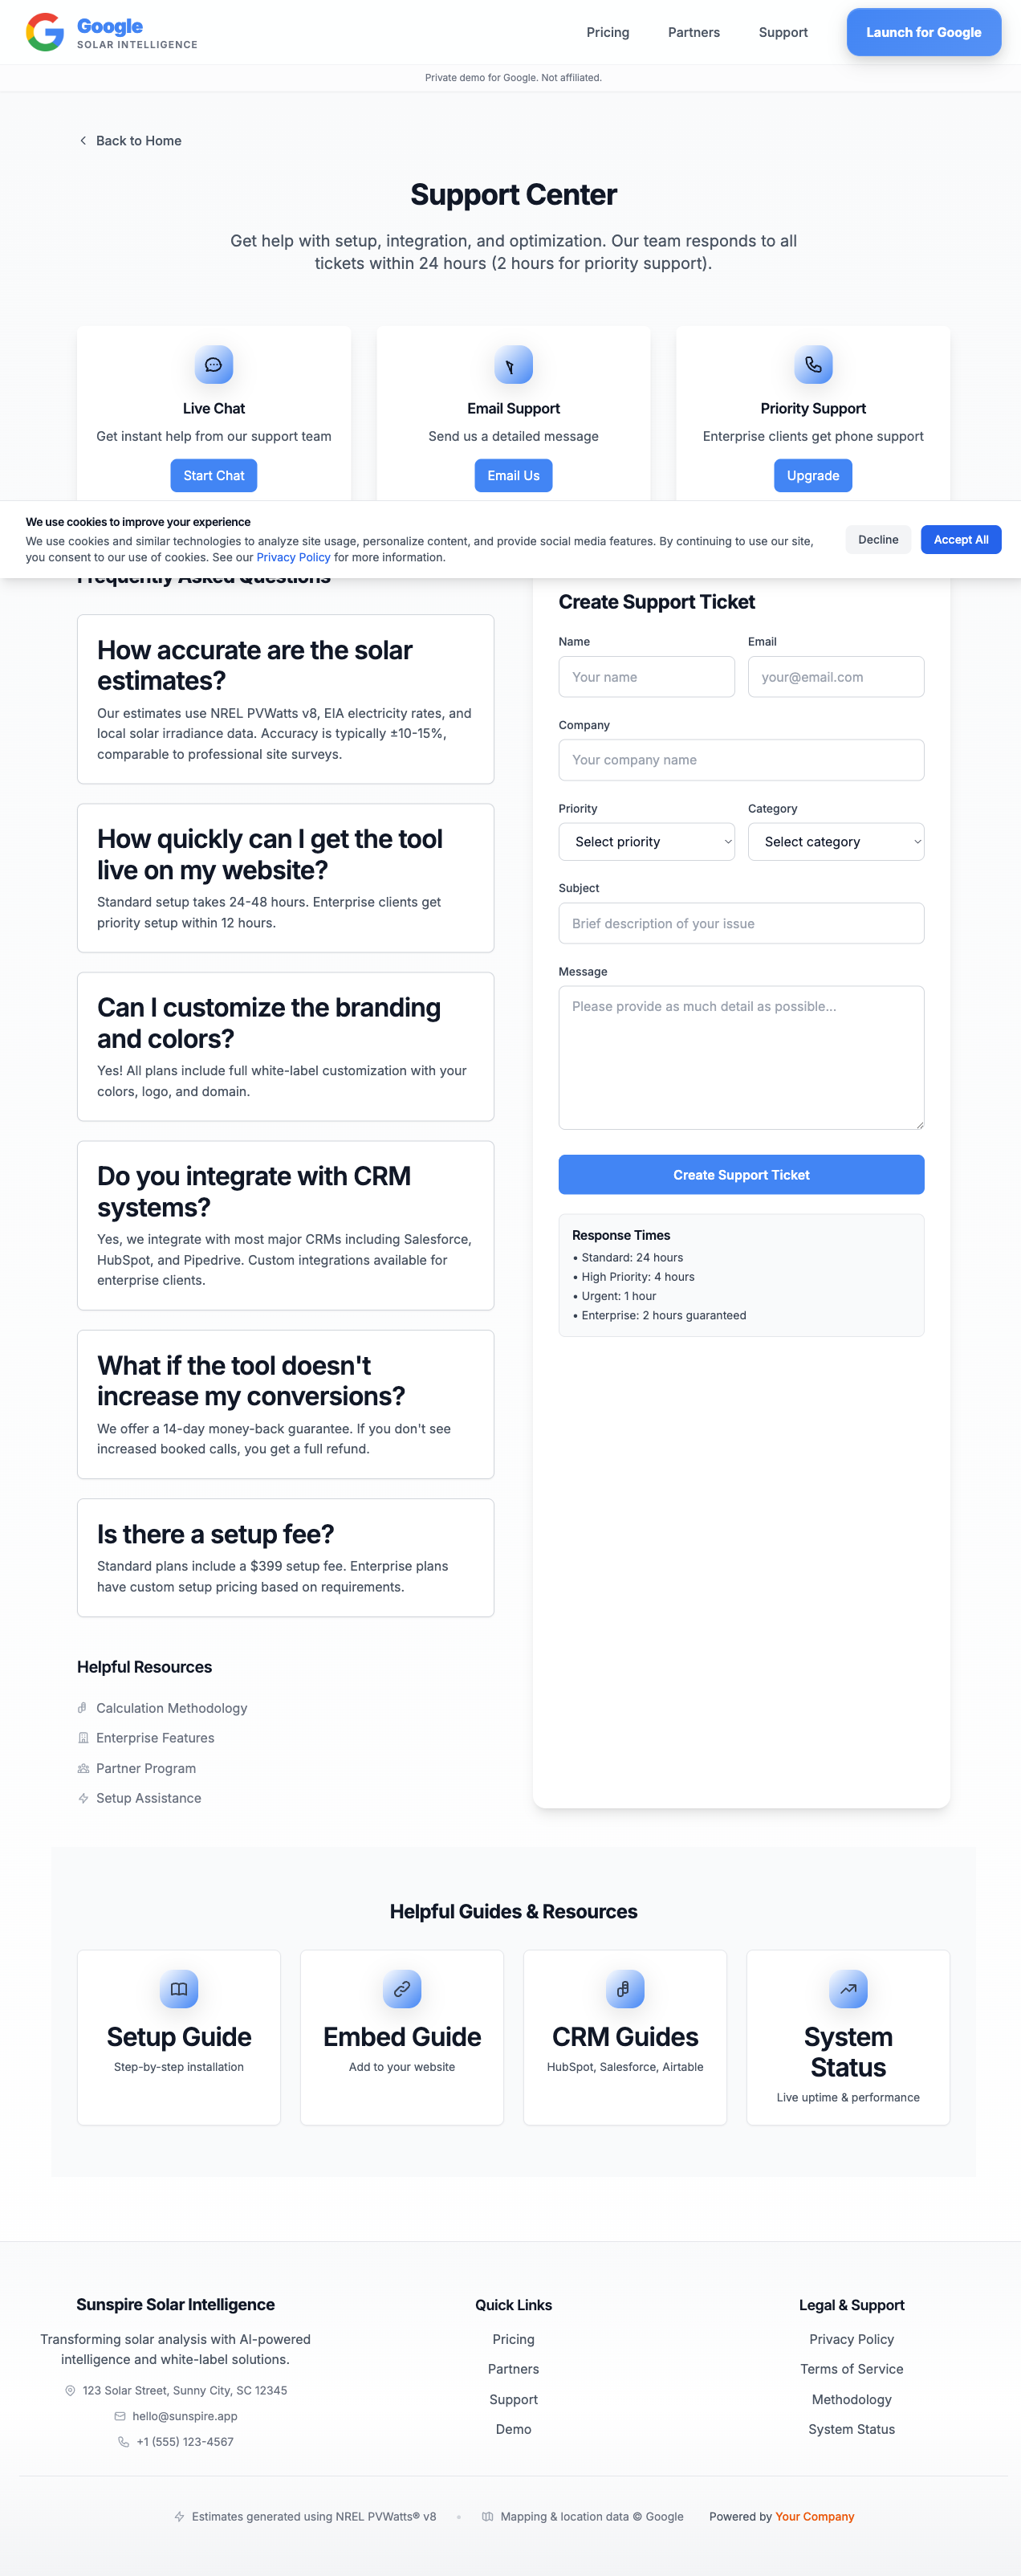 Google
SOLAR INTELLIGENCE
Pricing
Partners
Support
Launch for Google
Private demo for Google. Not affiliated.
Back to Home
Support Center
Get help with setup, integration, and optimization. Our team responds to all
tickets within 24 hours (2 hours for priority support).
Live Chat
Get instant help from our support team
Start Chat
Email Support
Send us a detailed message
Email Us
Priority Support
Enterprise clients get phone support
Upgrade
We use cookies to improve your experience
We use cookies and similar technologies to analyze site usage, personalize content, and provide social media features. By continuing to use our site,
you consent to our use of cookies. See our Privacy Policy for more information.
Decline
Accept All
Frequently Asked Questions
How accurate are the solar
estimates?
Our estimates use NREL PVWatts v8, EIA electricity rates, and
local solar irradiance data. Accuracy is typically ±10-15%,
comparable to professional site surveys.
How quickly can I get the tool
live on my website?
Standard setup takes 24-48 hours. Enterprise clients get
priority setup within 12 hours.
Can I customize the branding
and colors?
Yes! All plans include full white-label customization with your
colors, logo, and domain.
Do you integrate with CRM
systems?
Yes, we integrate with most major CRMs including Salesforce,
HubSpot, and Pipedrive. Custom integrations available for
enterprise clients.
What if the tool doesn't
increase my conversions?
We offer a 14-day money-back guarantee. If you don't see
increased booked calls, you get a full refund.
Is there a setup fee?
Standard plans include a $399 setup fee. Enterprise plans
have custom setup pricing based on requirements.
Helpful Resources
Calculation Methodology
Enterprise Features
Partner Program
Setup Assistance
Create Support Ticket
Name
Email
Your name
your@email.com
Company
Your company name
Priority
Category
Select priority
Select category
Subject
Brief description of your issue
Message
Please provide as much detail as possible...
Create Support Ticket
Response Times
• Standard: 24 hours
• High Priority: 4 hours
• Urgent: 1 hour
• Enterprise: 2 hours guaranteed
Helpful Guides & Resources
Setup Guide
Step-by-step installation
Embed Guide
Add to your website
CRM Guides
HubSpot, Salesforce, Airtable
System
Status
Live uptime & performance
Sunspire Solar Intelligence
Transforming solar analysis with AI-powered
intelligence and white-label solutions.
123 Solar Street, Sunny City, SC 12345
hello@sunspire.app
+1 (555) 123-4567
Quick Links
Pricing
Partners
Support
Demo
Legal & Support
Privacy Policy
Terms of Service
Methodology
System Status
Estimates generated using NREL PVWatts® v8
•
Mapping & location data © Google
Powered by Your Company